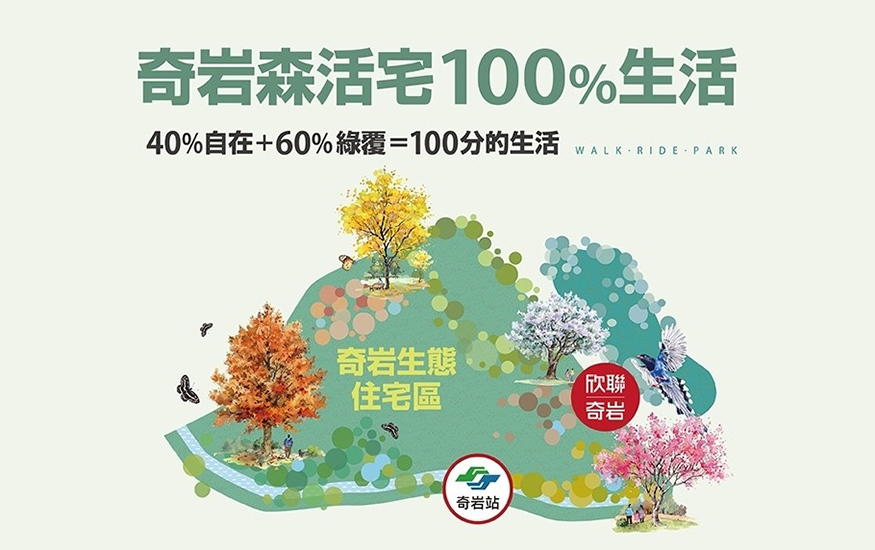 奇岩森活宅100%生活
40%自在+60%綠覆=100分的生活
WALK·RIDE·PARK
奇岩生態
住宅區
欣聯
奇岩
奇岩站